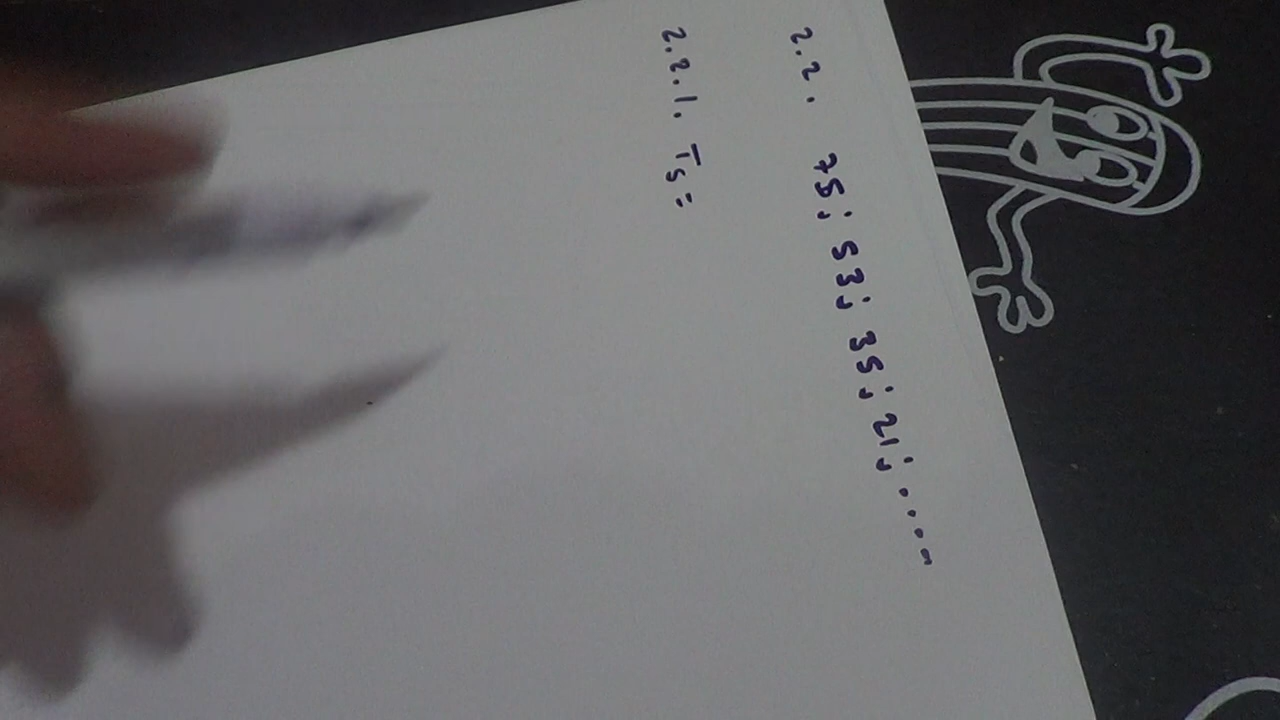 2.2. 75; 53; 35; 21; .....
2.2.1. T5=